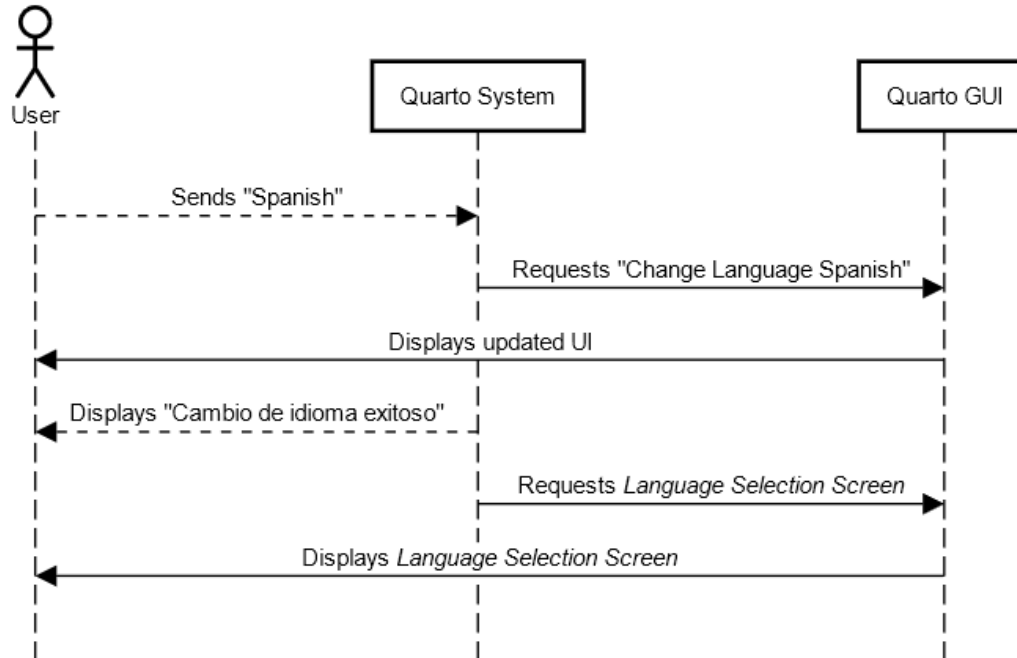 User
Quarto System
Quarto GUI
Sends "Spanish"
Requests "Change Language Spanish"
Displays updated UI
Displays "Cambio de idioma exitoso"
Requests Language Selection Screen
Displays Language Selection Screen